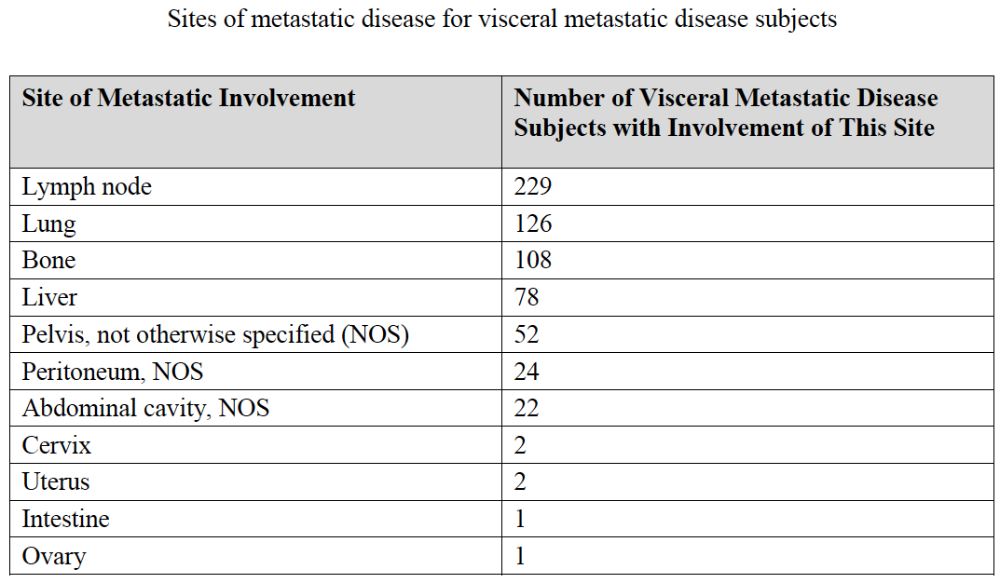 Sites of metastatic disease for visceral metastatic disease subjects
Site of Metastatic Involvement
Number of Visceral Metastatic Disease
Subjects with Involvement of This Site
Lymph node 229
Lung 126
Bone 108
Liver 78
Pelvis, not otherwise specified (NOS) 52
Peritoneum, NOS 24
Abdominal cavity, NOS 22
Cervix 2
Uterus 2
Intestine 1
Ovary 1